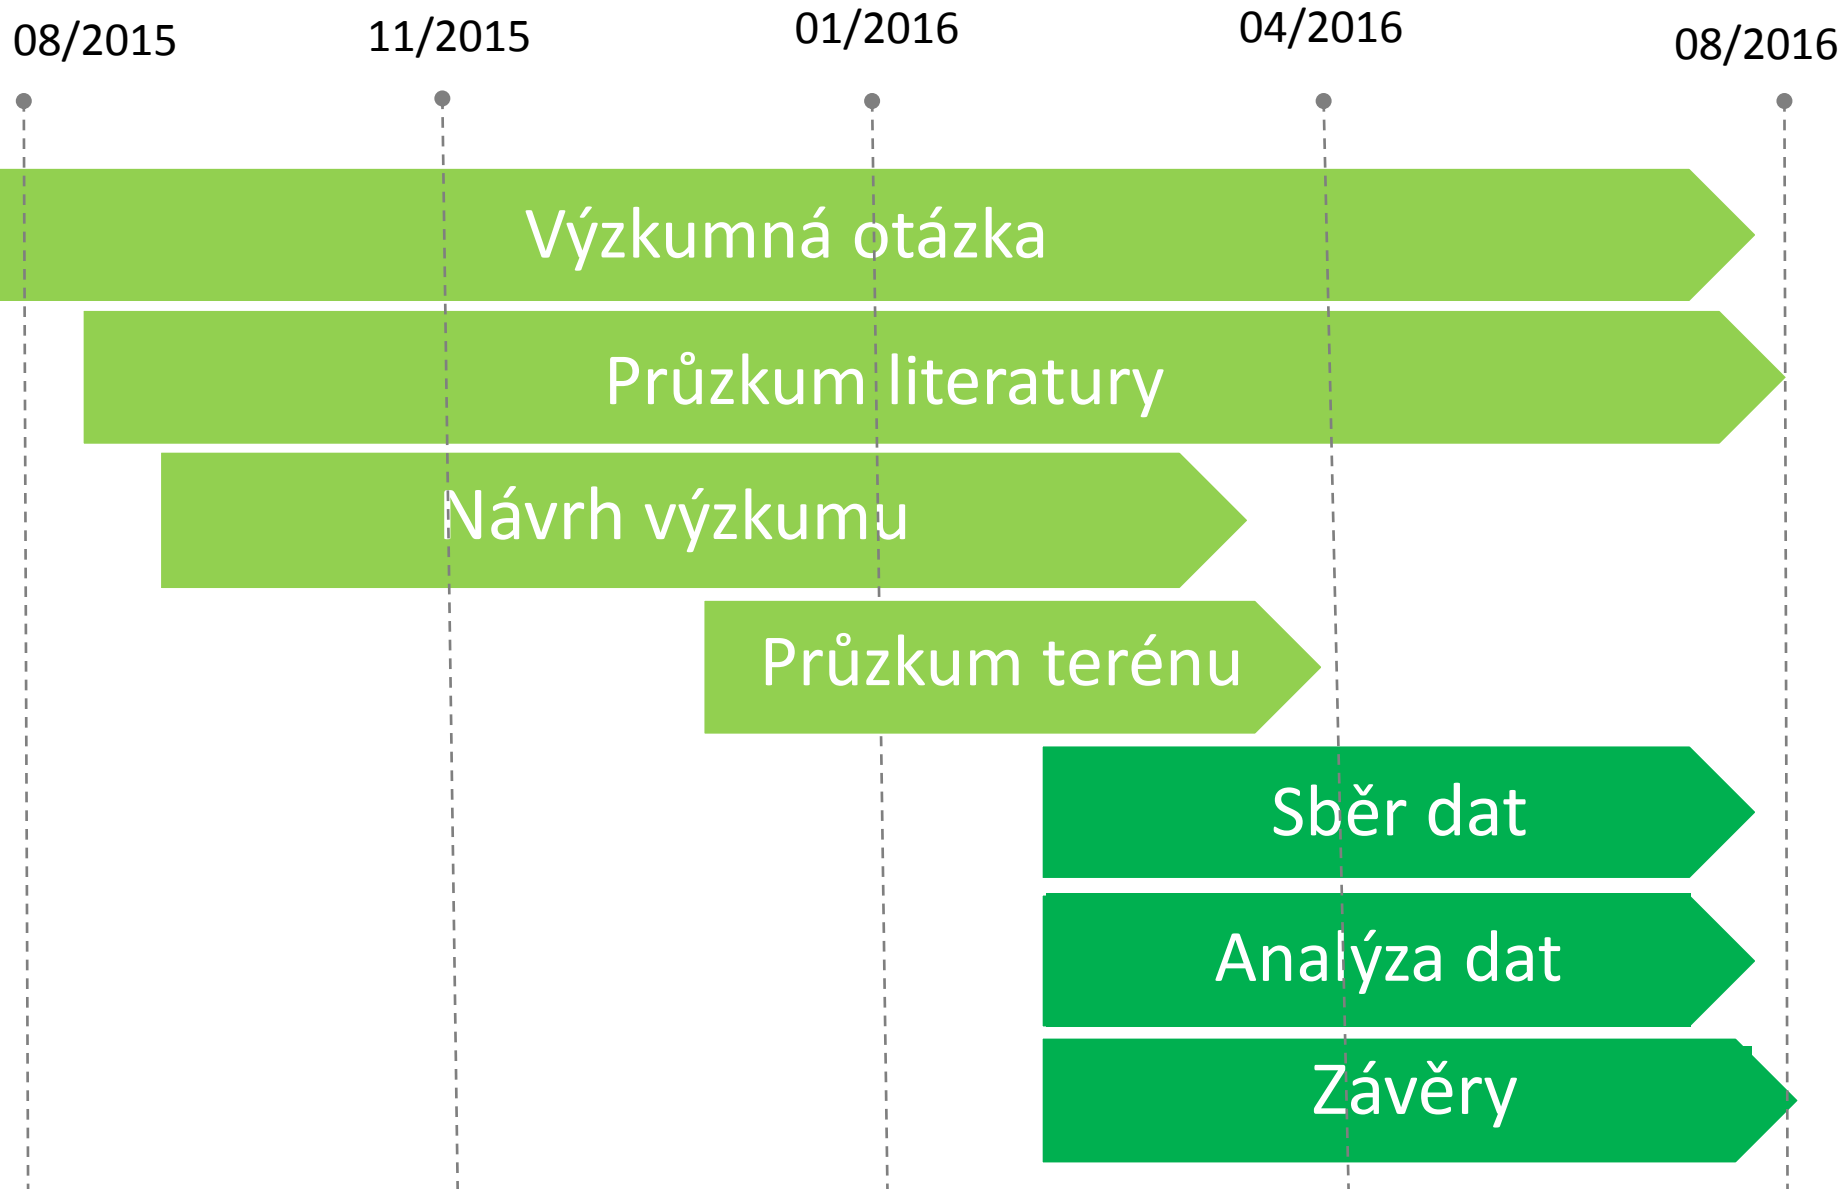 08/2015
11/2015
01/2016
04/2016
08/2016
Výzkumná otázka
Průzkum literatury
Návrh výzkumu
Průzkum terénu
Sběr dat
Analýza dat
Závěry